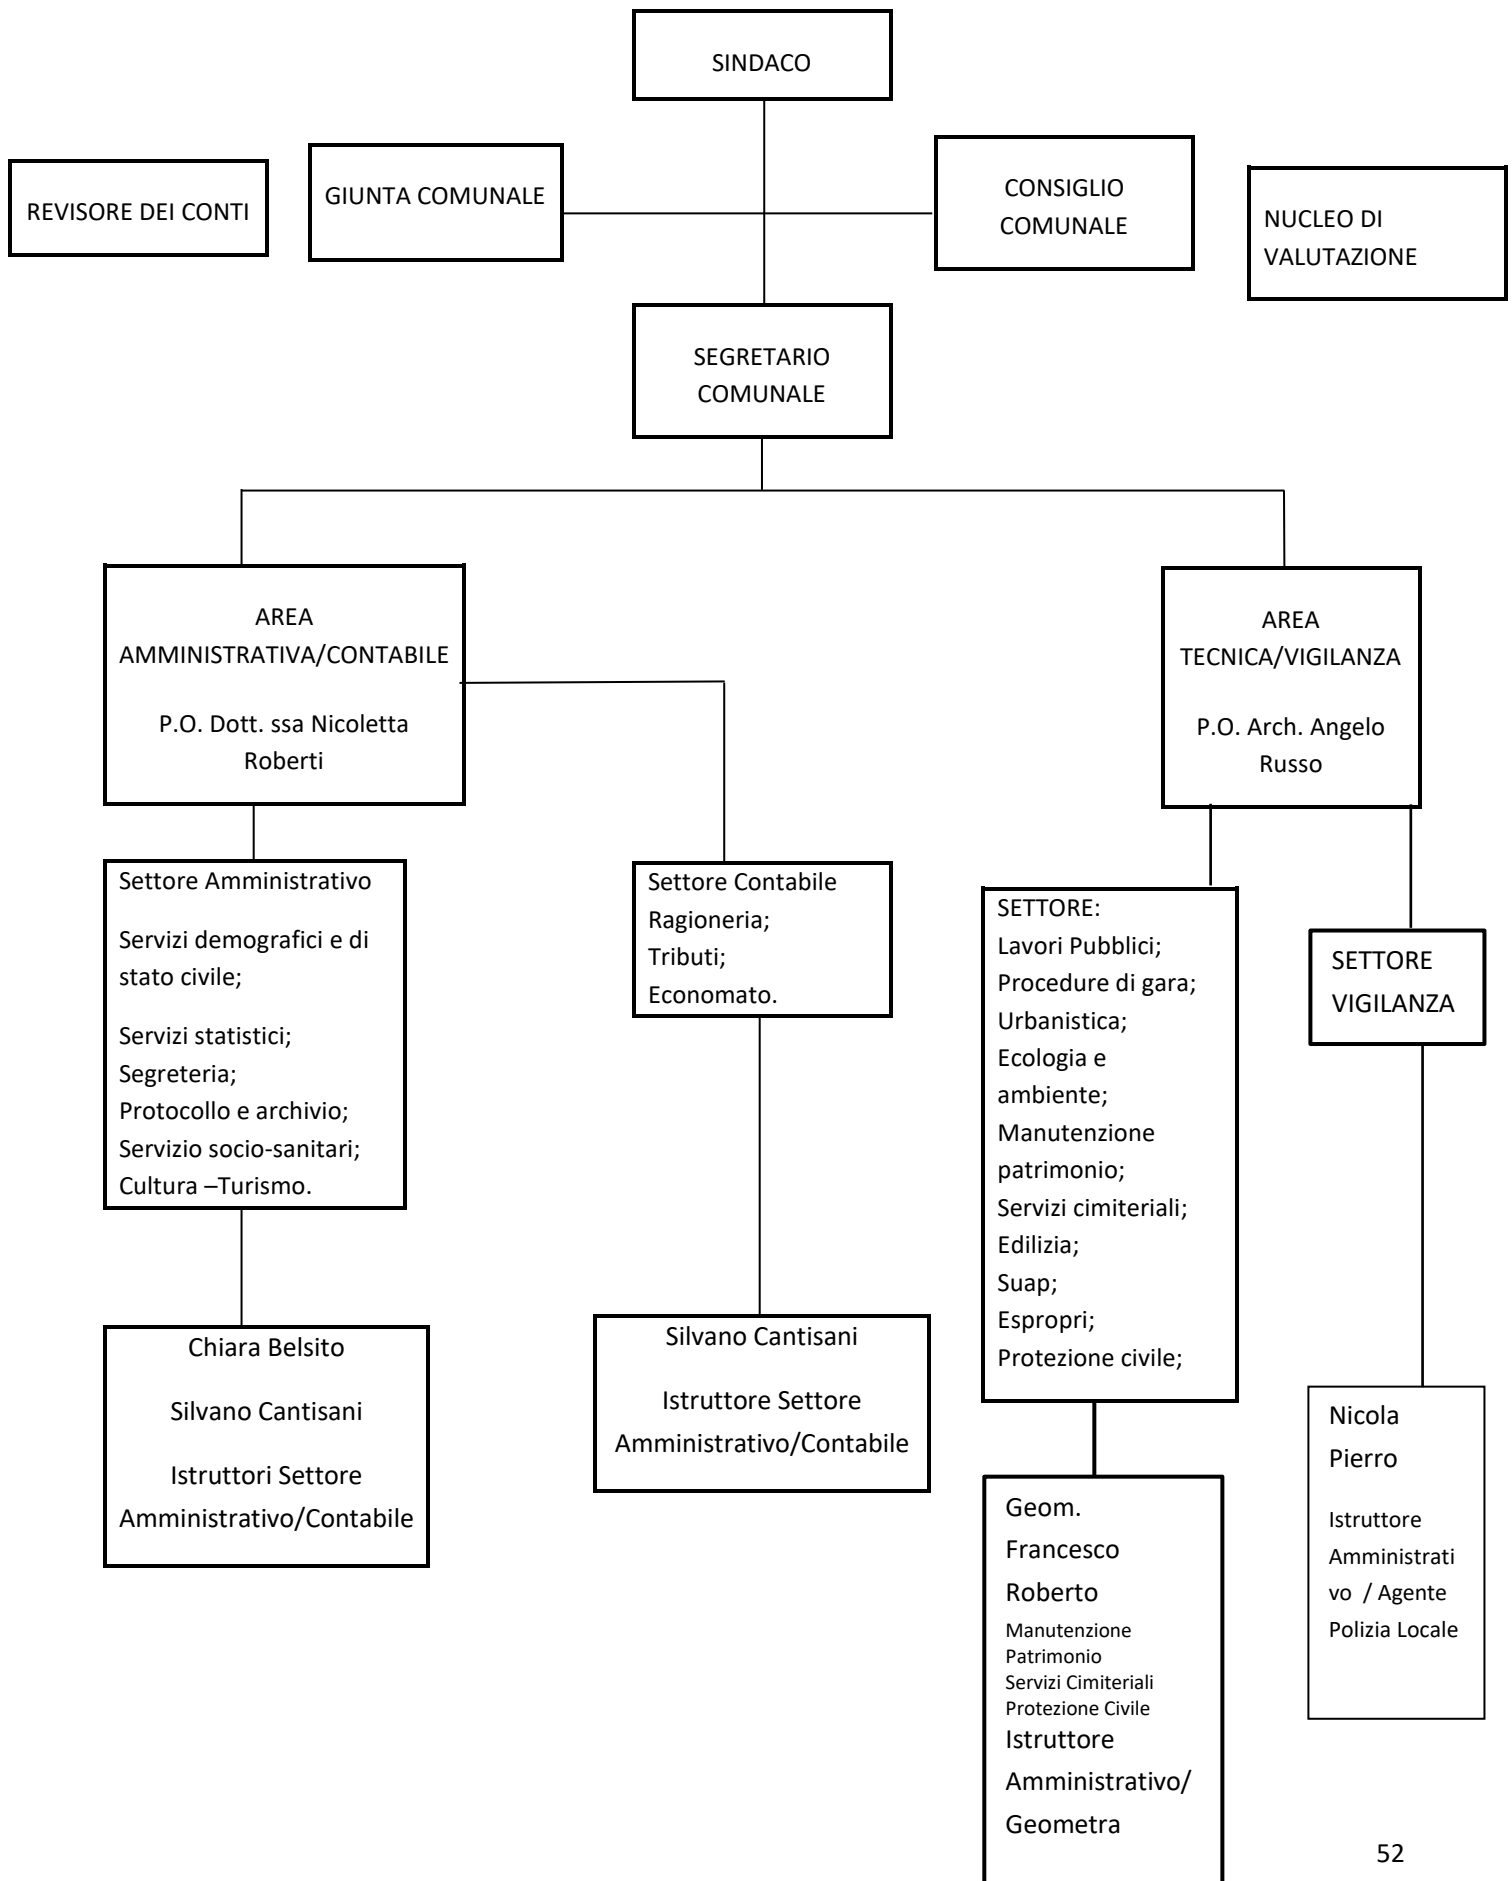 SINDACO
REVISORE DEI CONTI
GIUNTA COMUNALE
CONSIGLIO
COMUNALE
NUCLEO DI
VALUTAZIONE
SEGRETARIO
COMUNALE
AREA
AMMINISTRATIVA/CONTABILE
P.O. Dott. ssa Nicoletta
Roberti
AREA
TECNICA/VIGILANZA
P.O. Arch. Angelo
Russo
Settore Amministrativo
Servizi demografici e di
stato civile;
Servizi statistici;
Segreteria;
Protocollo e archivio;
Servizio socio-sanitari;
Cultura –Turismo.
Settore Contabile
Ragioneria;
Tributi;
Economato.
SETTORE:
Lavori Pubblici;
Procedure di gara;
Urbanistica;
Ecologia e
ambiente;
Manutenzione
patrimonio;
Servizi cimiteriali;
Edilizia;
Suap;
Espropri;
Protezione civile;
SETTORE
VIGILANZA
Chiara Belsito
Silvano Cantisani
Istruttori Settore
Amministrativo/Contabile
Silvano Cantisani
Istruttore Settore
Amministrativo/Contabile
Geom.
Francesco
Roberto
Manutenzione
Patrimonio
Servizi Cimiteriali
Protezione Civile
Istruttore
Amministrativo/
Geometra
Nicola
Pierro
Istruttore
Amministrati
vo / Agente
Polizia Locale
52